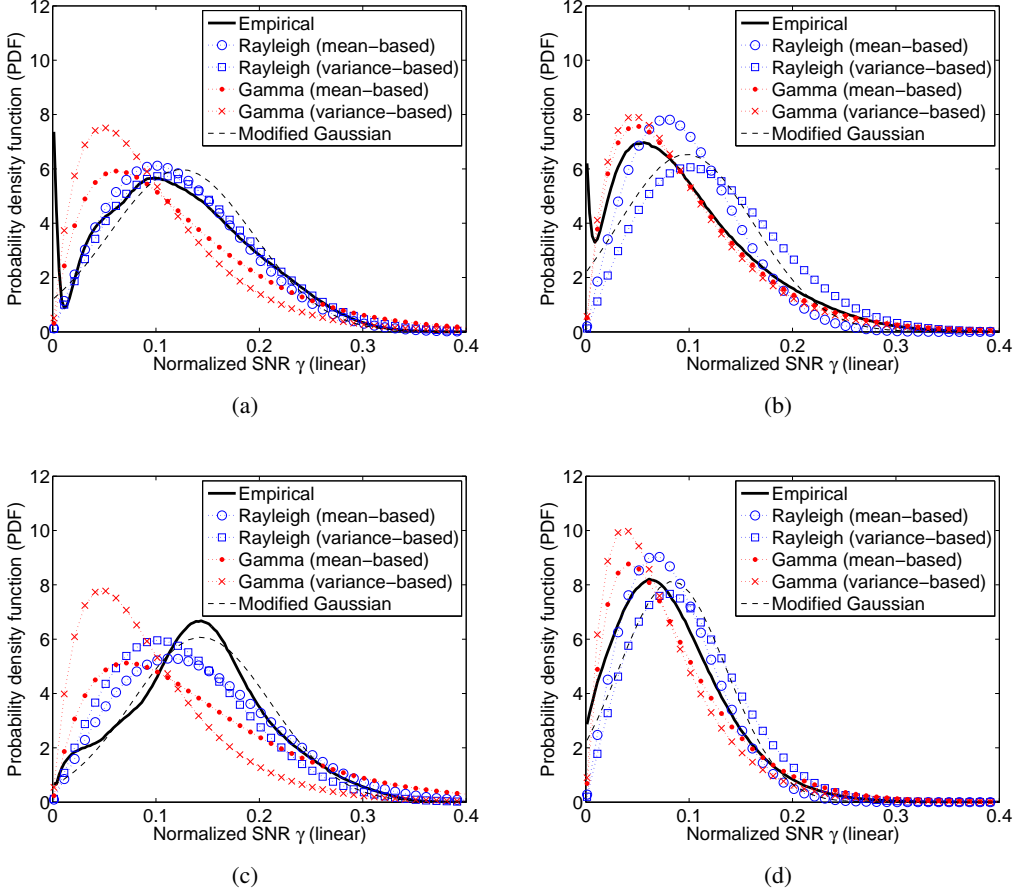 12
10
8
6
4
2
0
Probability density function (PDF)
Empirical
Rayleigh (mean−based)
Rayleigh (variance−based)
Gamma (mean−based)
Gamma (variance−based)
Modified Gaussian
0 0.1 0.2 0.3 0.4
Normalized SNR γ (linear)
(a)
12
10
8
6
4
2
0
Probability density function (PDF)
Empirical
Rayleigh (mean−based)
Rayleigh (variance−based)
Gamma (mean−based)
Gamma (variance−based)
Modified Gaussian
0 0.1 0.2 0.3 0.4
Normalized SNR γ (linear)
(b)
12
10
8
6
4
2
0
Probability density function (PDF)
Empirical
Rayleigh (mean−based)
Rayleigh (variance−based)
Gamma (mean−based)
Gamma (variance−based)
Modified Gaussian
0 0.1 0.2 0.3 0.4
Normalized SNR γ (linear)
(c)
12
10
8
6
4
2
0
Probability density function (PDF)
Empirical
Rayleigh (mean−based)
Rayleigh (variance−based)
Gamma (mean−based)
Gamma (variance−based)
Modified Gaussian
0 0.1 0.2 0.3 0.4
Normalized SNR γ (linear)
(d)